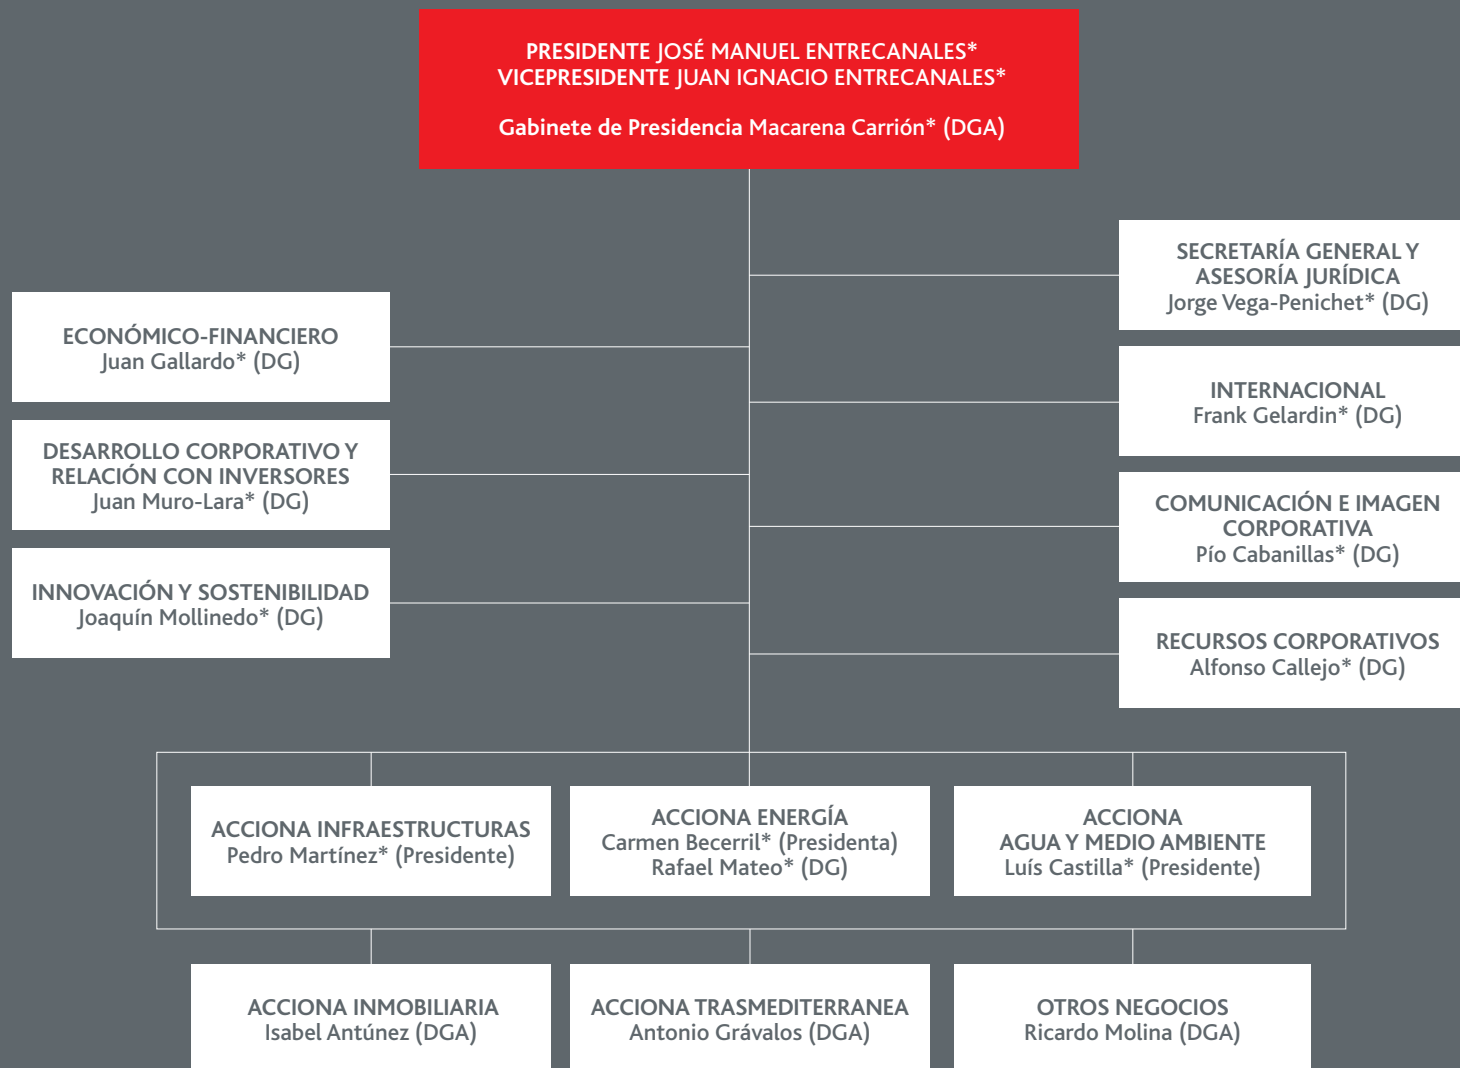 PRESIDENTE JOSÉ MANUEL ENTRECANALES*
VICEPRESIDENTE JUAN IGNACIO ENTRECANALES*
Gabinete de Presidencia Macarena Carrión* (DGA)
ECONÓMICO-FINANCIERO
Juan Gallardo* (DG)
DESARROLLO CORPORATIVO Y
RELACIÓN CON INVERSORES
Juan Muro-Lara* (DG)
INNOVACIÓN Y SOSTENIBILIDAD
Joaquín Mollinedo* (DG)
SECRETARÍA GENERAL Y
ASESORÍA JURÍDICA
Jorge Vega-Penichet* (DG)
INTERNACIONAL
Frank Gelardin* (DG)
COMUNICACIÓN E IMAGEN
CORPORATIVA
Pío Cabanillas* (DG)
RECURSOS CORPORATIVOS
Alfonso Callejo* (DG)
ACCIONA INFRAESTRUCTURAS
Pedro Martínez* (Presidente)
ACCIONA ENERGÍA
Carmen Becerril* (Presidenta)
Rafael Mateo* (DG)
ACCIONA
AGUA Y MEDIO AMBIENTE
Luís Castilla* (Presidente)
ACCIONA INMOBILIARIA
Isabel Antúnez (DGA)
ACCIONA TRASMEDITERRANEA
Antonio Grávalos (DGA)
OTROS NEGOCIOS
Ricardo Molina (DGA)